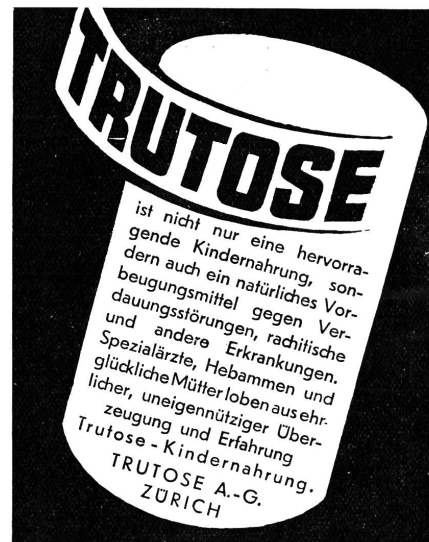 TRUTOSE
ist nicht nur eine hervorra-
gende Kindernahrung, son-
dern auch ein natürliches Vor-
beugungsmittel gegen Ver-
dauungsstörungen, rachitische
und andere Erkrankungen.
Spezialärzte, Hebammen und
glückliche Mütter loben aus ehr-
licher, uneigennütziger Über-
zeugung und Erfahrung
Trutose-Kindernahrung.
TRUTOSE A.-G.
ZÜRICH